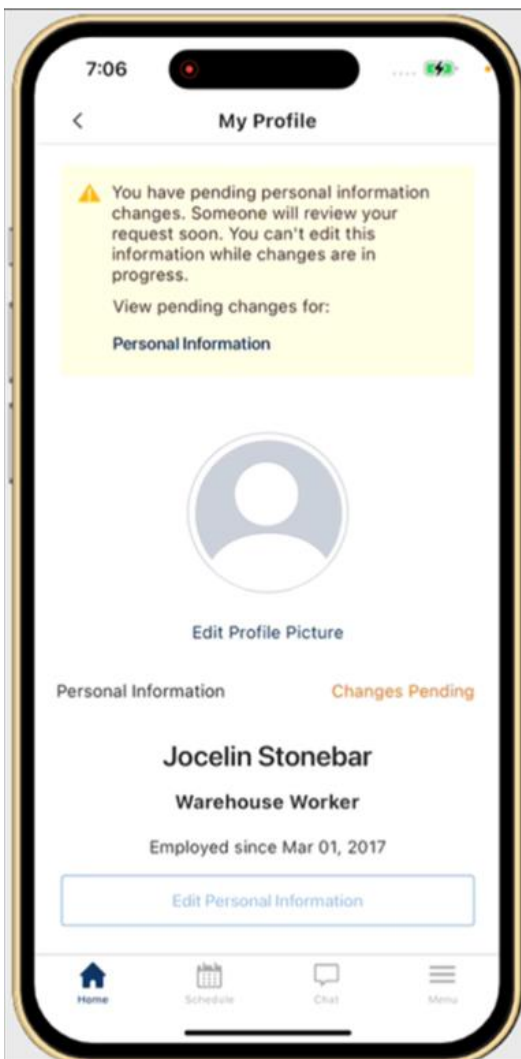 7:06
My Profile
You have pending personal information
changes. Someone will review your
request soon. You can't edit this
information while changes are in
progress.
View pending changes for:
Personal Information
Edit Profile Picture
Personal Information Changes Pending
Jocelin Stonebar
Warehouse Worker
Employed since Mar 01, 2017
Edit Personal Information
Home Schedule Chat Menu